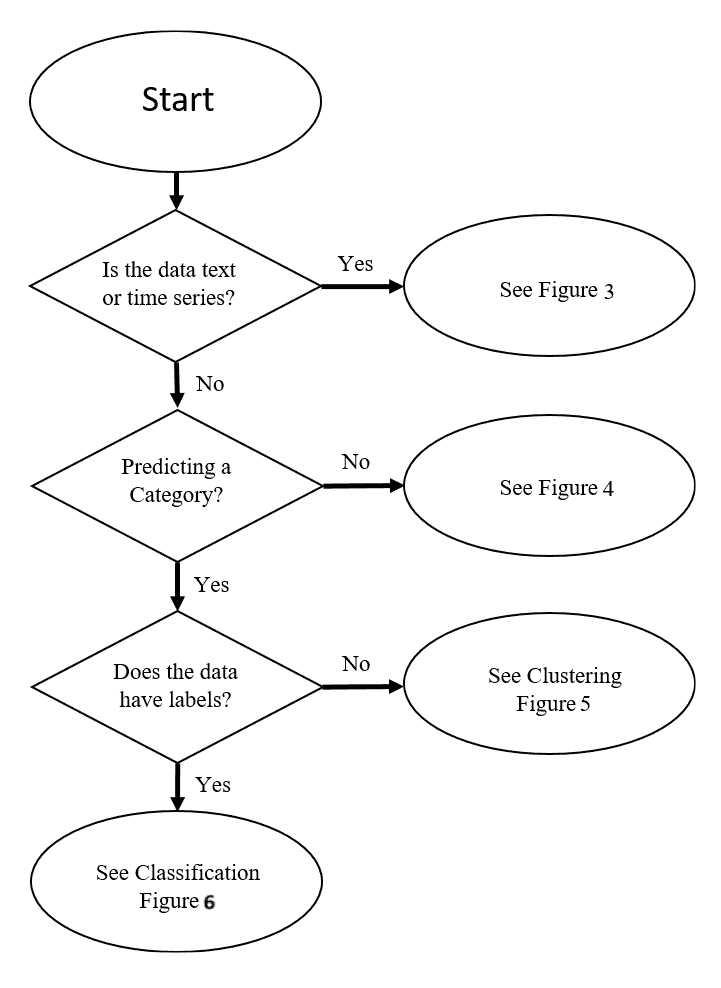 Start
Is the data text
or time series?
Yes
See Figure 3
No
Predicting a
Category?
No
See Figure 4
Yes
Does the data
have labels?
No
See Clustering
Figure 5
Yes
See Classification
Figure 6